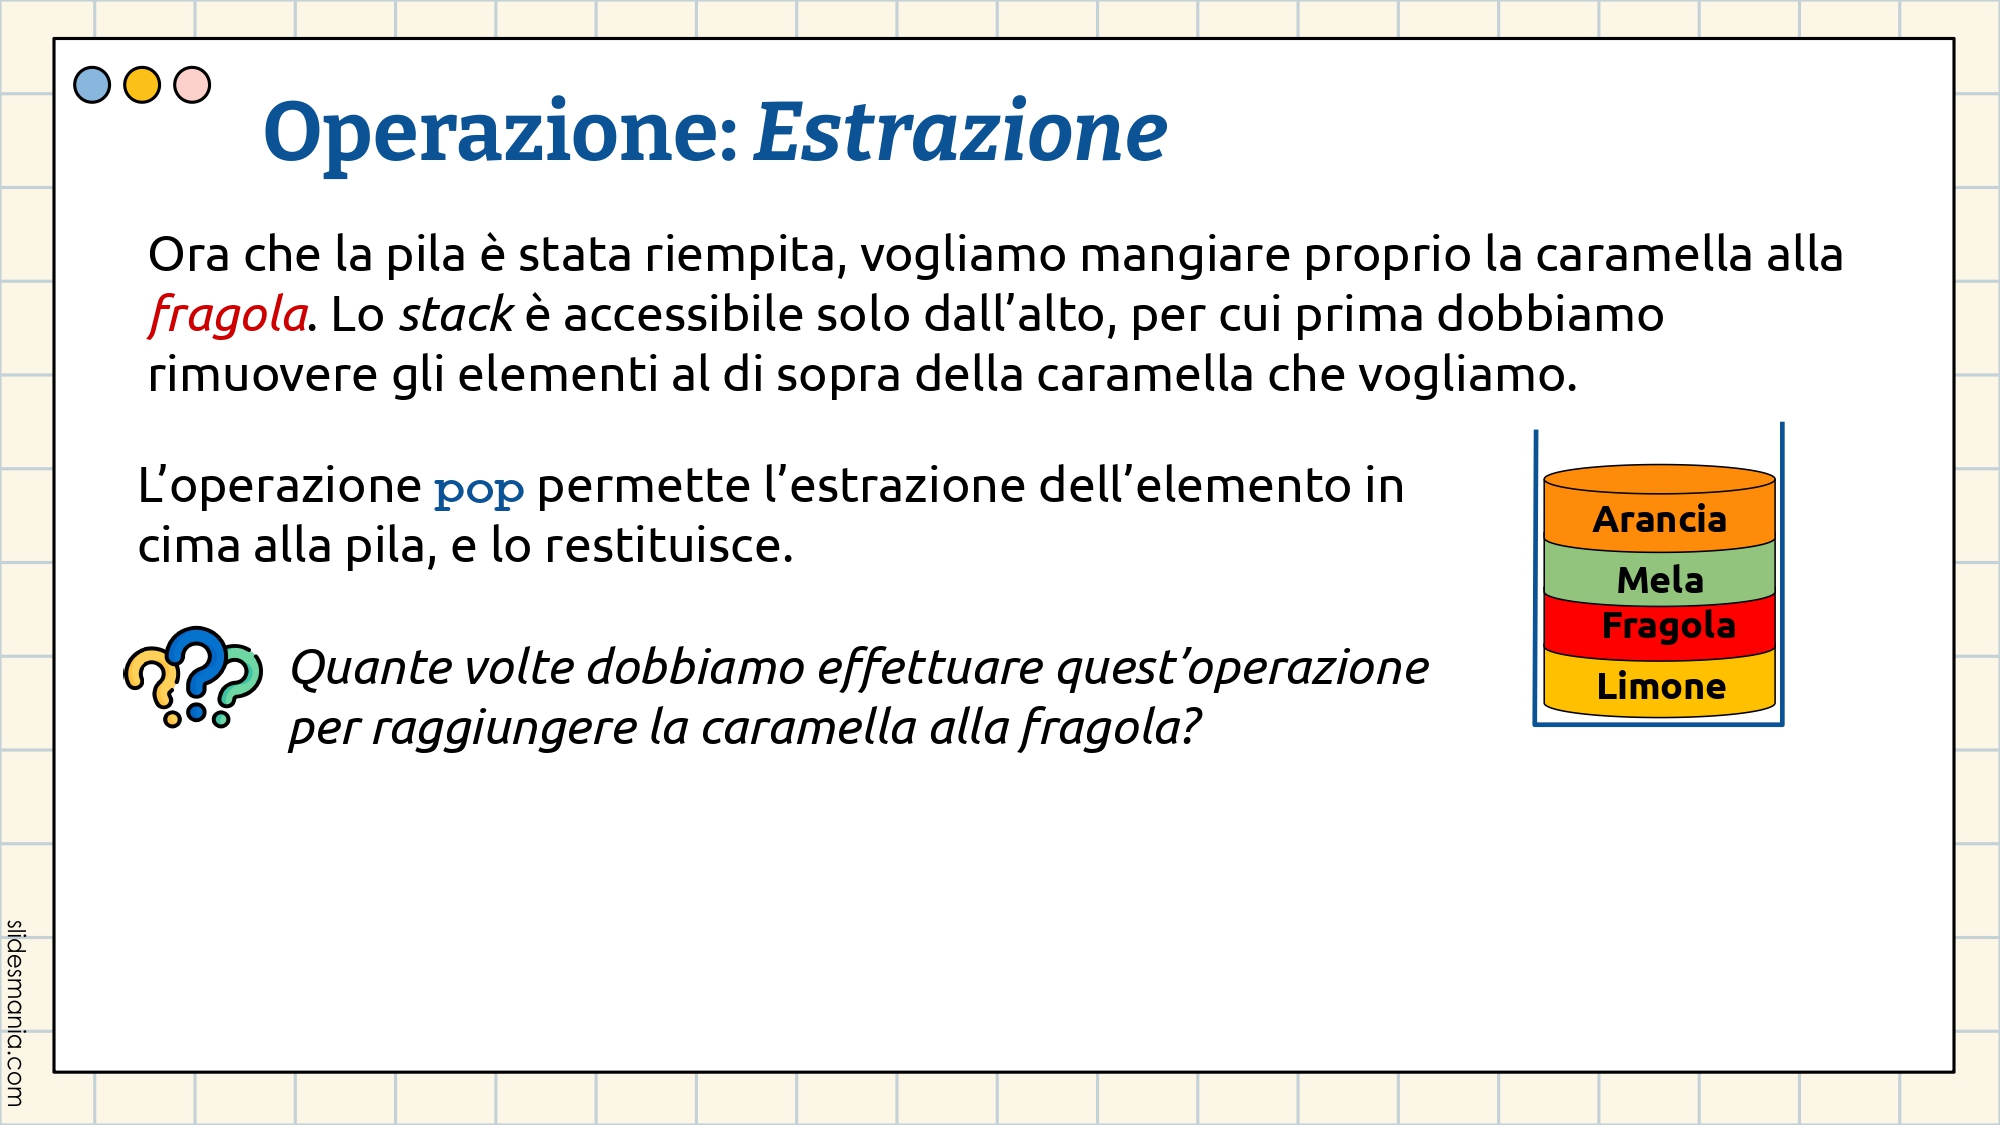 Operazione: Estrazione
Ora che la pila è stata riempita, vogliamo mangiare proprio la caramella alla
fragola. Lo stack è accessibile solo dall’alto, per cui prima dobbiamo
rimuovere gli elementi al di sopra della caramella che vogliamo.
L’operazione pop permette l’estrazione dell’elemento in
cima alla pila, e lo restituisce.
Quante volte dobbiamo effettuare quest’operazione
per raggiungere la caramella alla fragola?
Arancia
Mela
Fragola
Limone
slidesmania.com